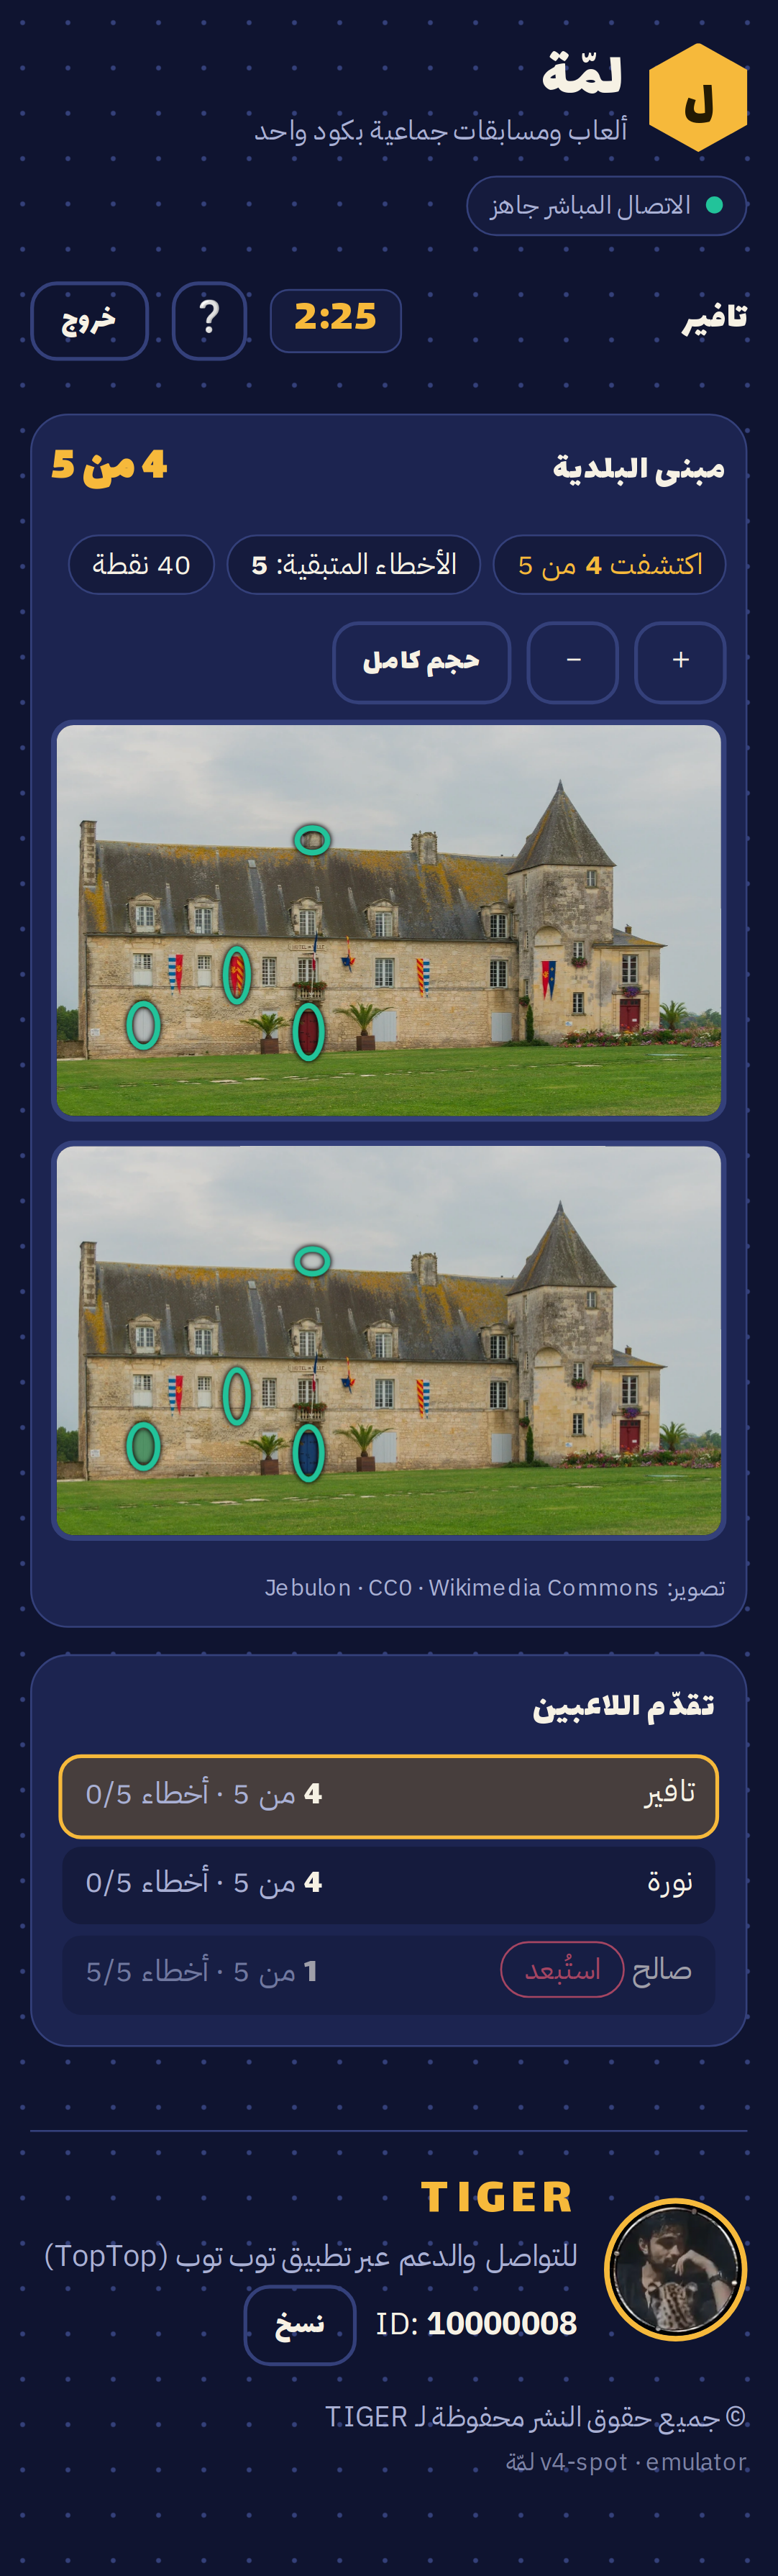 ل
لمّة
ألعاب ومسابقات جماعية بكود واحد
الاتصال المباشر جاهز
تافير
2:25
?
خروج
مبنى البلدية
4 من 5
اكتشفت 4 من 5
الأخطاء المتبقية: 5
40 نقطة
+
−
حجم كامل
تصوير: Jebulon · CC0 · Wikimedia Commons
تقدّم اللاعبين
تافير
4 من 5 · أخطاء 0/5
نورة
4 من 5 · أخطاء 0/5
صالح استُبعد
1 من 5 · أخطاء 5/5
TIGER
للتواصل والدعم عبر تطبيق توب توب (TopTop)
ID: 10000008
نسخ
© جميع حقوق النشر محفوظة لـ TIGER
لمّة v4-spot · emulator